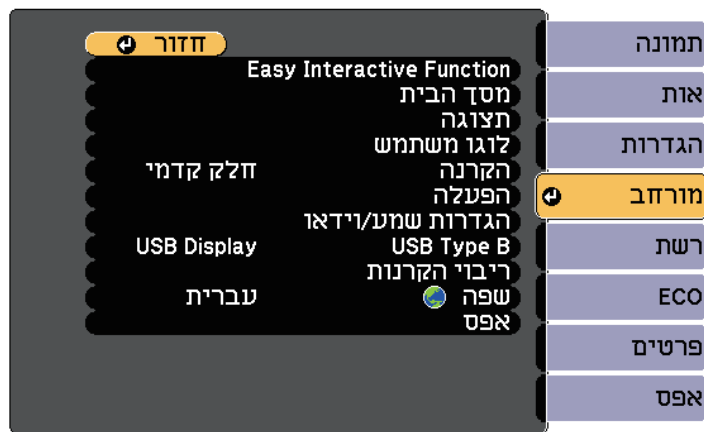 חזור
Easy Interactive Function
מסך הבית
תצוגה
לוגו משתמש
הקרנה חלק קדמי
הפעלה
הגדרות שמע/וידאו
USB Type B USB Display
ריבוי הקרנות
שפה עברית
אפס
תמונה
אות
הגדרות
מורחב
רשת
ECO
פרטים
אפס